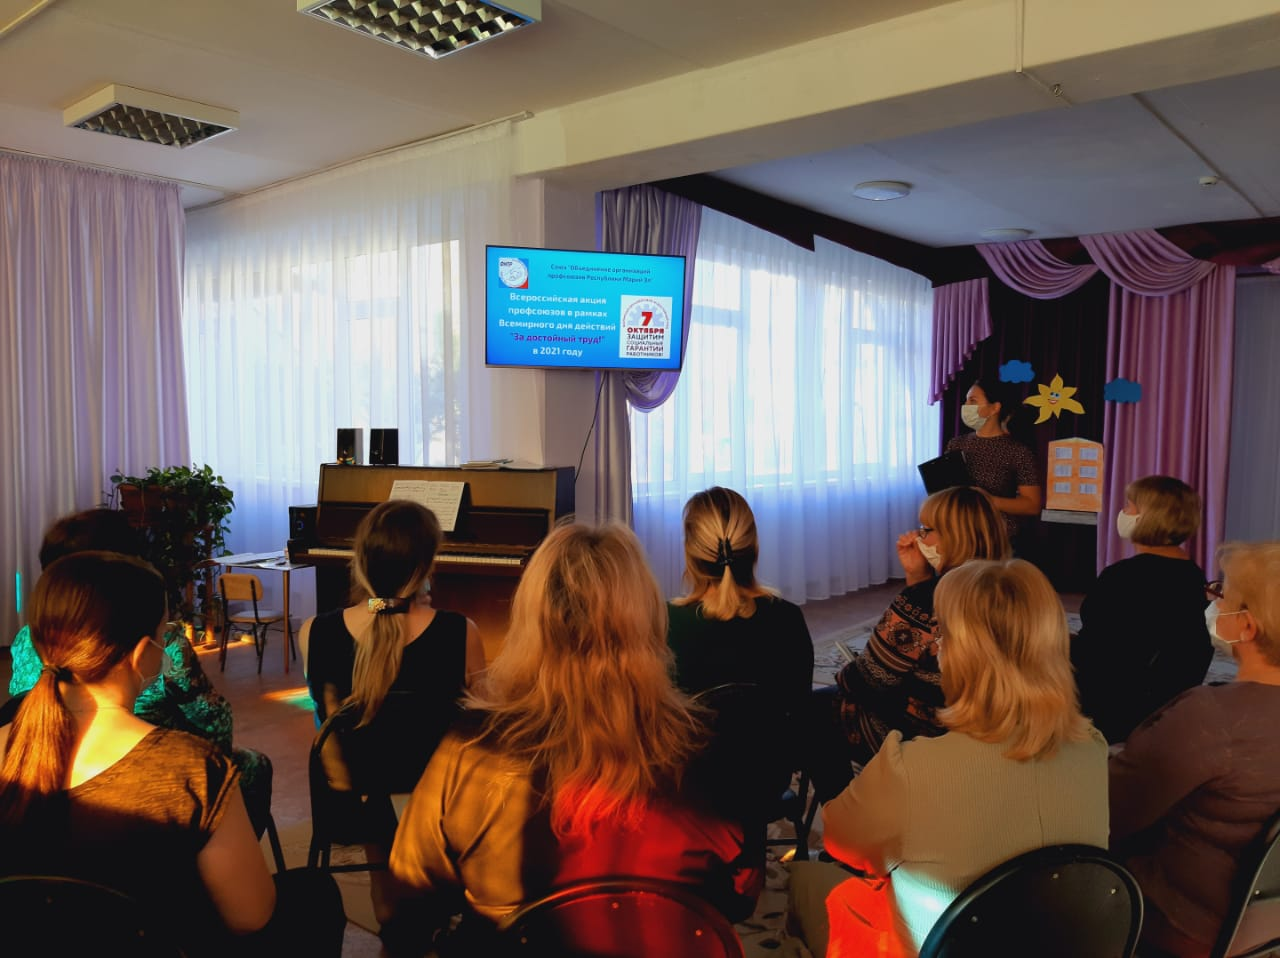 ФНПР
Союз "Объединение организаций
профсоюзов Республики Марий Эл"
Всероссийская акция
профсоюзов в рамках
Всемирного дня действий
"За достойный труд!"
в 2021 году
7
ОКТЯБРЯ
ЗАЩИТИМ
СОЦИАЛЬНЫЕ
ГАРАНТИИ
РАБОТНИКОВ!